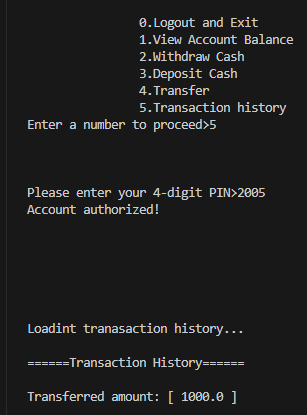 0.Logout and Exit
1.View Account Balance
2.Withdraw Cash
3.Deposit Cash
4.Transfer
5.Transaction history
Enter a number to proceed>5
Please enter your 4-digit PIN>2005
Account authorized!
Loadint tranasaction history...
======Transaction History======
Transferred amount: [ 1000.0 ]